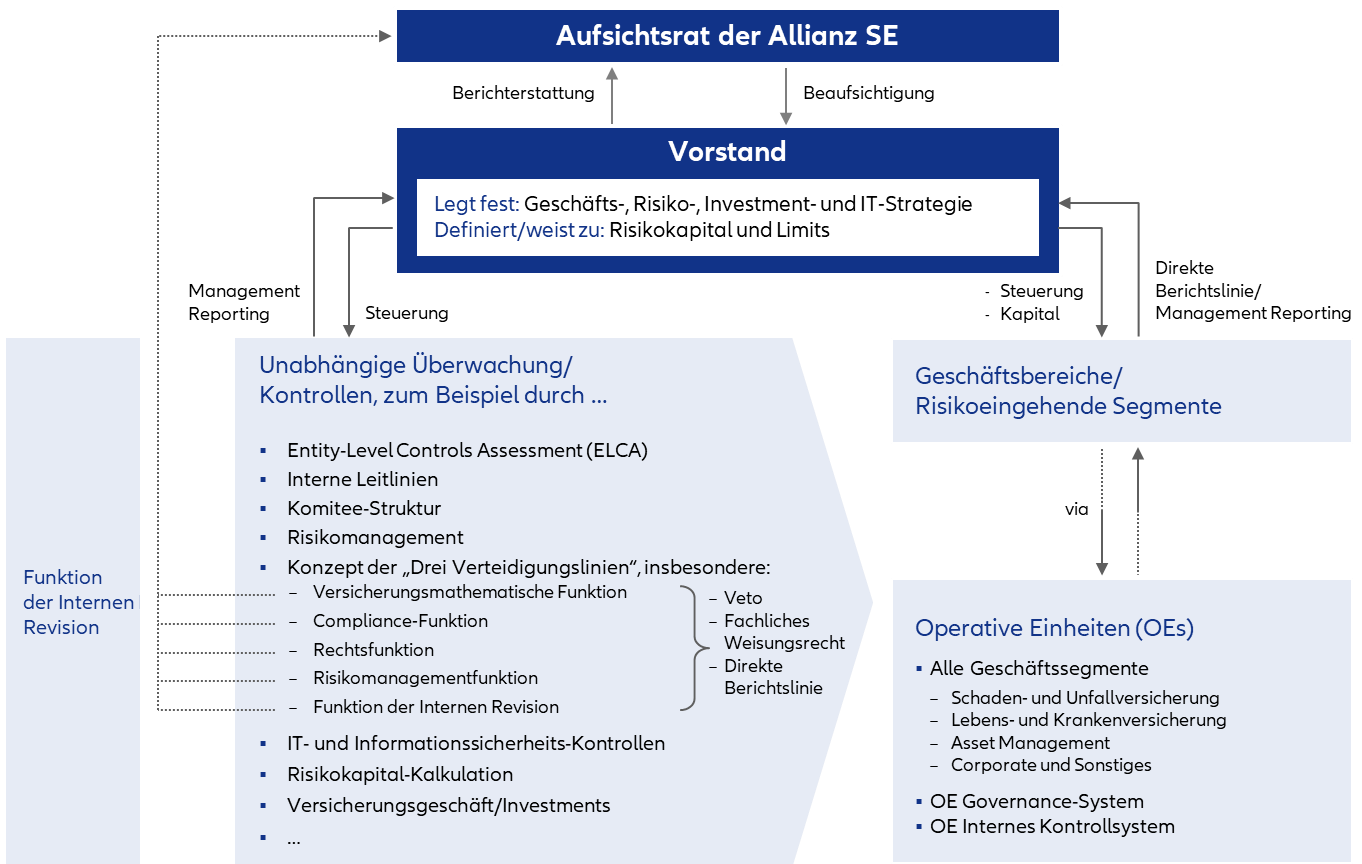 Aufsichtsrat der Allianz SE
Berichterstattung
Beaufsichtigung
Vorstand
Legt fest: Geschäfts-, Risiko-, Investment- und IT-Strategie
Definiert/weist zu: Risikokapital und Limits
Management
Reporting
Steuerung
- Steuerung
- Kapital
Direkte
Berichtslinie/
Management Reporting
Funktion
der Internen
Revision
Unabhängige Überwachung/
Kontrollen, zum Beispiel durch ...
▪ Entity-Level Controls Assessment (ELCA)
▪ Interne Leitlinien
▪ Komitee-Struktur
▪ Risikomanagement
▪ Konzept der „Drei Verteidigungslinien“, insbesondere:
– Versicherungsmathematische Funktion
– Compliance-Funktion
– Rechtsfunktion
– Risikomanagementfunktion
– Funktion der Internen Revision
– Veto
– Fachliches
Weisungsrecht
– Direkte
Berichtslinie
▪ IT- und Informationssicherheits-Kontrollen
▪ Risikokapital-Kalkulation
▪ Versicherungsgeschäft/Investments
▪ ...
Geschäftsbereiche/
Risikoeingehende Segmente
via
Operative Einheiten (OEs)
▪ Alle Geschäftssegmente
– Schaden- und Unfallversicherung
– Lebens- und Krankenversicherung
– Asset Management
– Corporate und Sonstiges
▪ OE Governance-System
▪ OE Internes Kontrollsystem